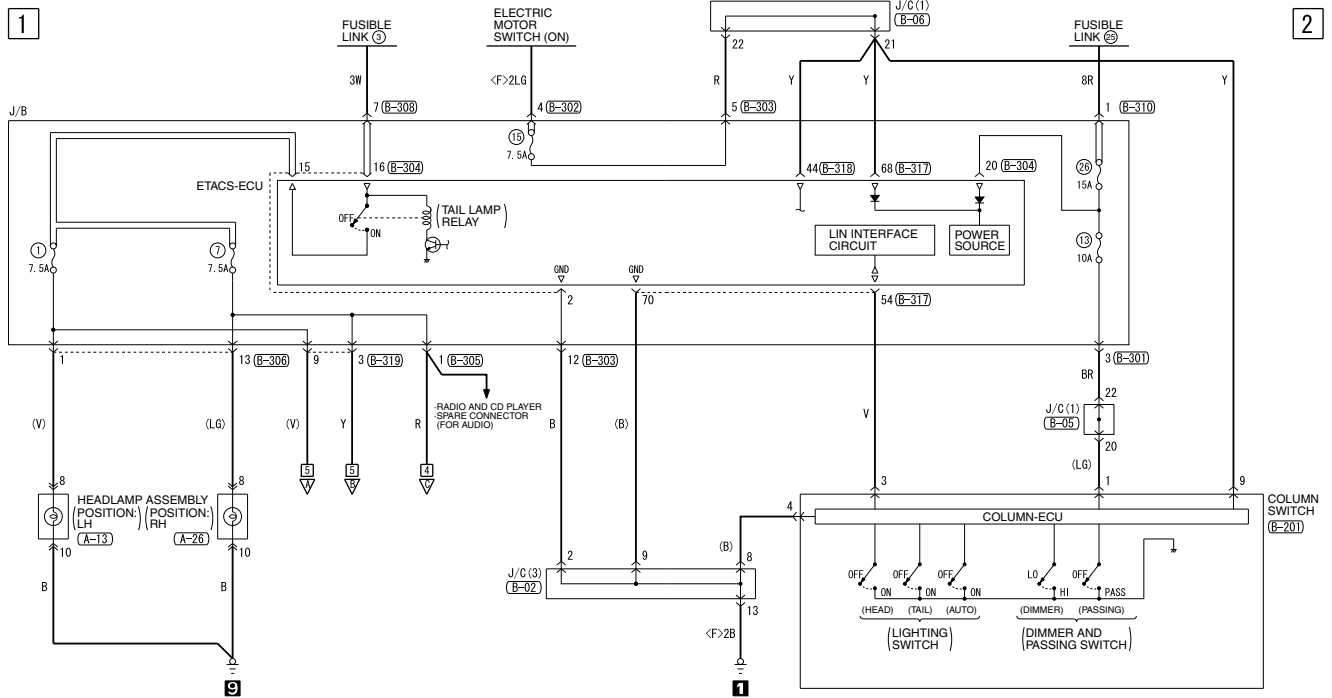 1
2
FUSIBLE
LINK ③
ELECTRIC
MOTOR
SWITCH (ON)
J/C(1)
B-06
FUSIBLE
LINK ㉕
22
21
3W
<F>2LG
R
Y
Y
8R
Y
J/B
7 B-308
4 B-302
5 B-303
1 B-310
⑮
7.5A
15
16 B-304
44 B-318
68 B-317
20 B-304
㉖
15A
ETACS-ECU
OFF
ON
(TAIL LAMP
RELAY)
LIN INTERFACE
CIRCUIT
POWER
SOURCE
⑬
10A
①
7.5A
⑦
7.5A
GND
GND
2
70
54 B-317
1
13 B-306
9
3 B-319
1 B-305
12 B-303
3 B-301
BR
22
J/C(1)
B-05
20
-RADIO AND CD PLAYER
-SPARE CONNECTOR
(FOR AUDIO)
(V)
(LG)
(V)
Y
R
B
(B)
V
(LG)
5
A
5
B
4
C
8
8
3
1
9
HEADLAMP ASSEMBLY
(POSITION:
LH)
(POSITION:
RH)
A-13
A-26
10
10
4
COLUMN-ECU
COLUMN
SWITCH
B-201
(B)
2
9
8
J/C(3)
B-02
13
B
B
<F>2B
OFF
ON
OFF
ON
OFF
ON
LO
HI
OFF
PASS
(HEAD)
(TAIL)
(AUTO)
(DIMMER)
(PASSING)
(LIGHTING
SWITCH)
(DIMMER AND
PASSING SWITCH)
9
1